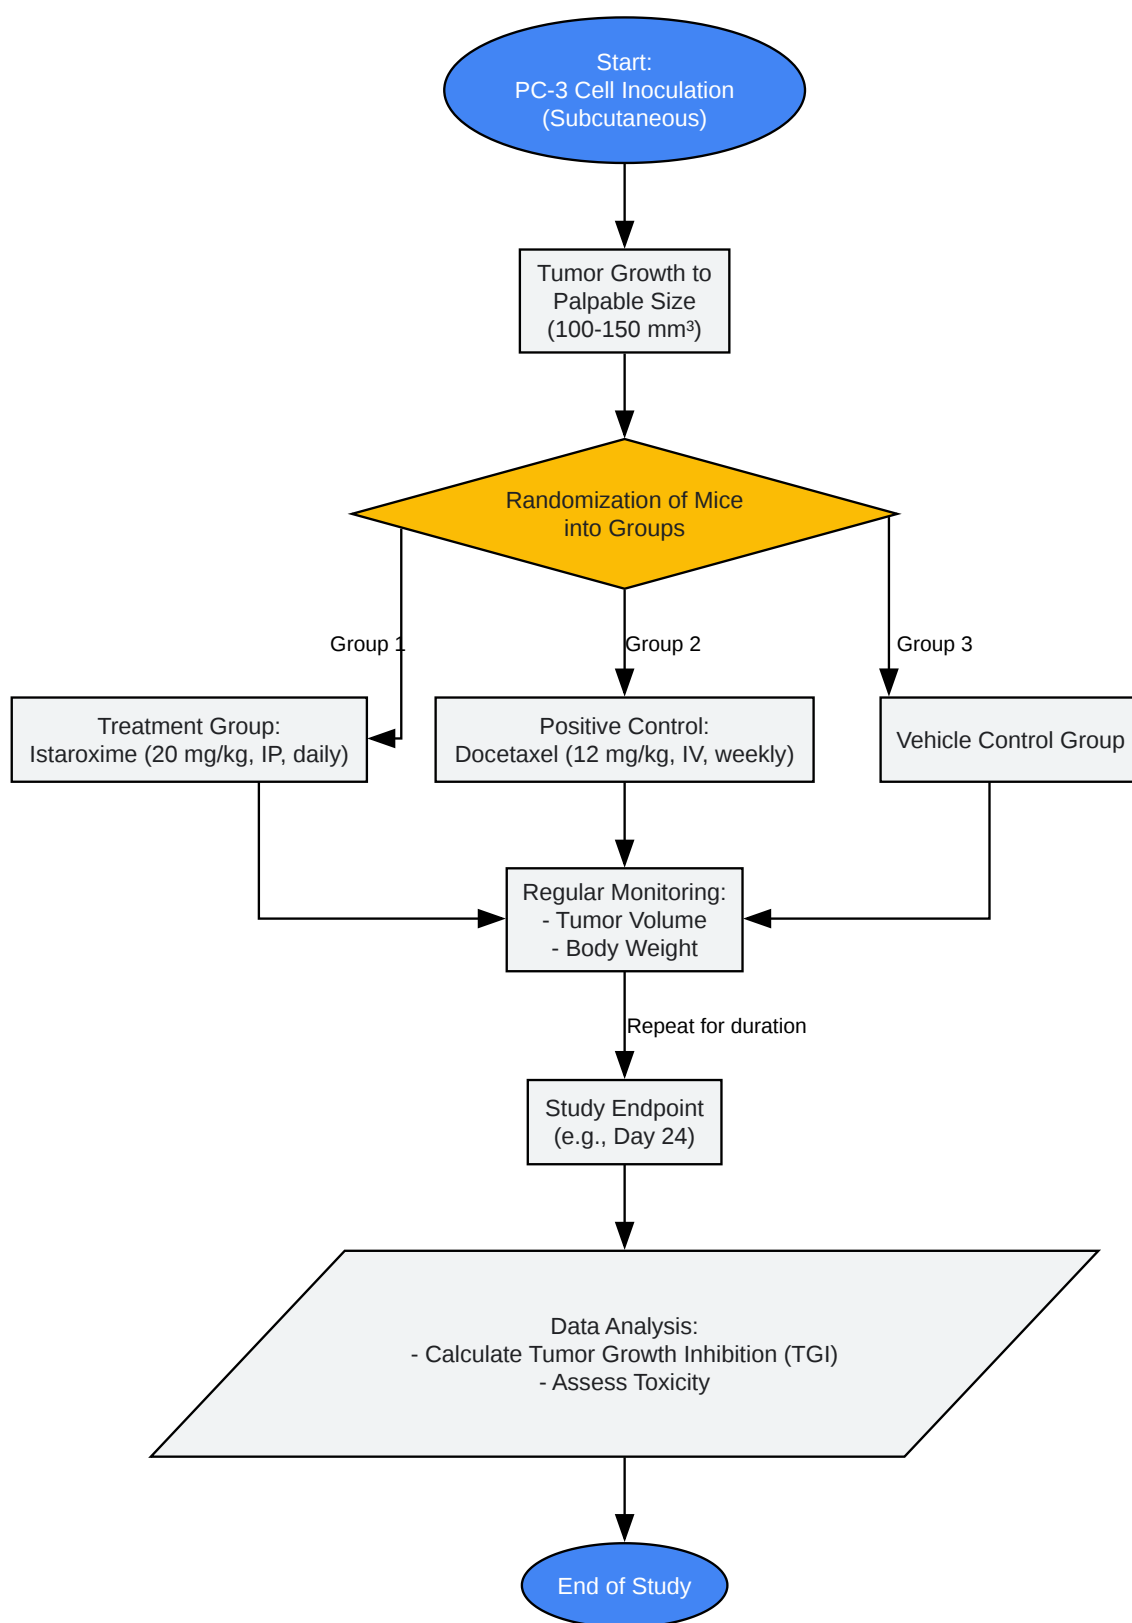 Start:
PC-3 Cell Inoculation
(Subcutaneous)
Tumor Growth to
Palpable Size
(100-150 mm³)
Randomization of Mice
into Groups
Group 1
Group 2
Group 3
Treatment Group:
Istaroxime (20 mg/kg, IP, daily)
Positive Control:
Docetaxel (12 mg/kg, IV, weekly)
Vehicle Control Group
Regular Monitoring:
- Tumor Volume
- Body Weight
Repeat for duration
Study Endpoint
(e.g., Day 24)
Data Analysis:
- Calculate Tumor Growth Inhibition (TGI)
- Assess Toxicity
End of Study